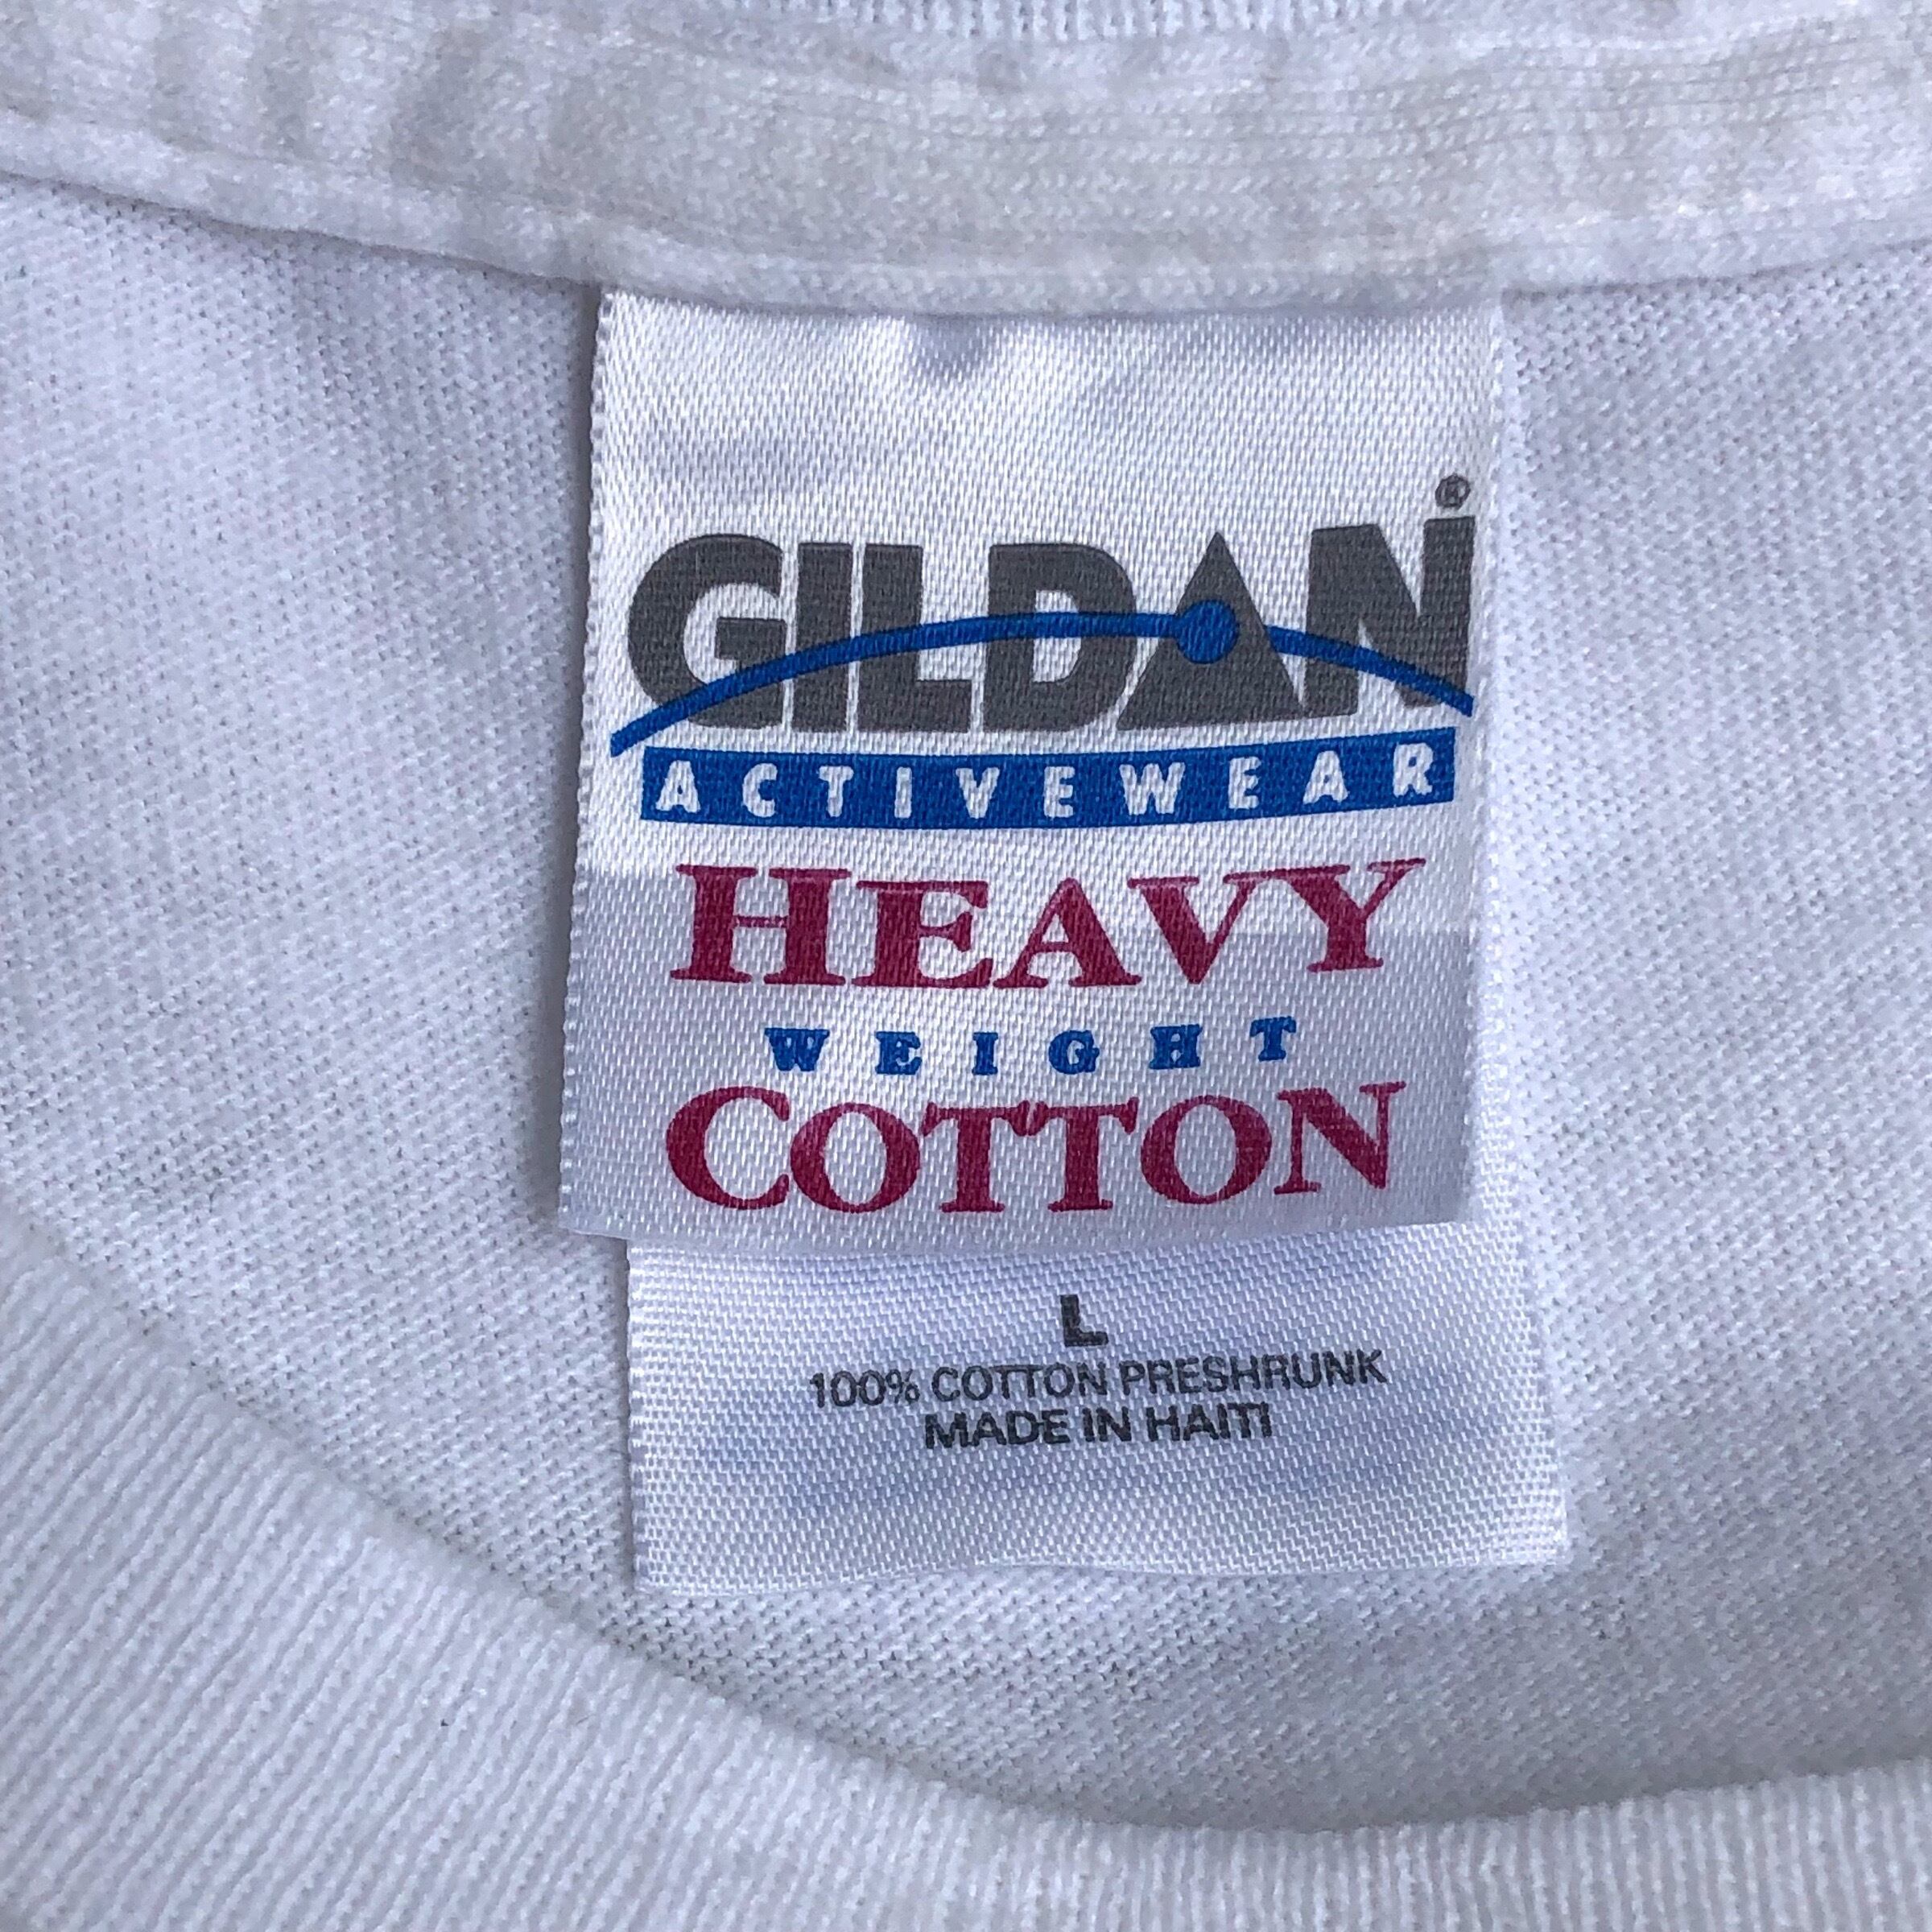 GILDAN®
ACTIVEWEAR
HEAVY
WEIGHT
COTTON
L
100% COTTON PRESHRUNK
MADE IN HAITI